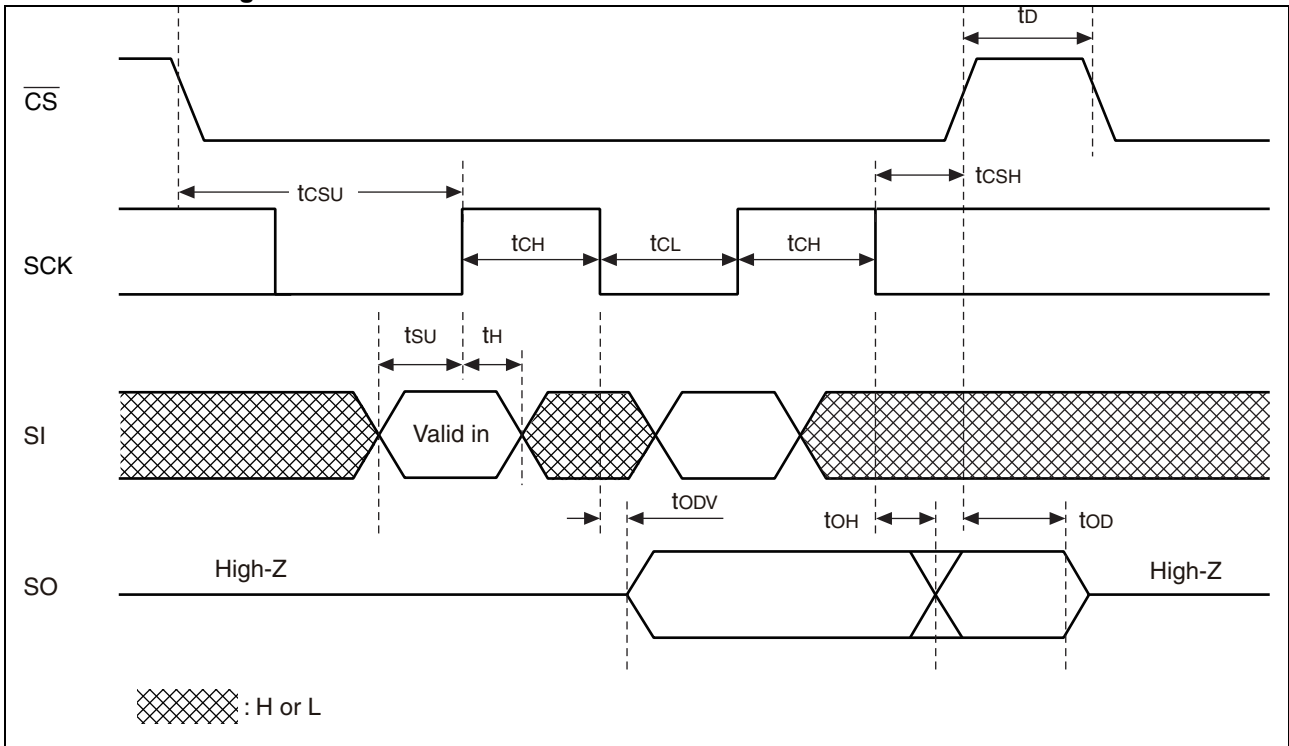 g
tD
CS
tCSU
tCSH
SCK
tCH
tCL
tCH
tSU
tH
SI
Valid in
tODV
tOH
tOD
SO
High-Z
High-Z
: H or L